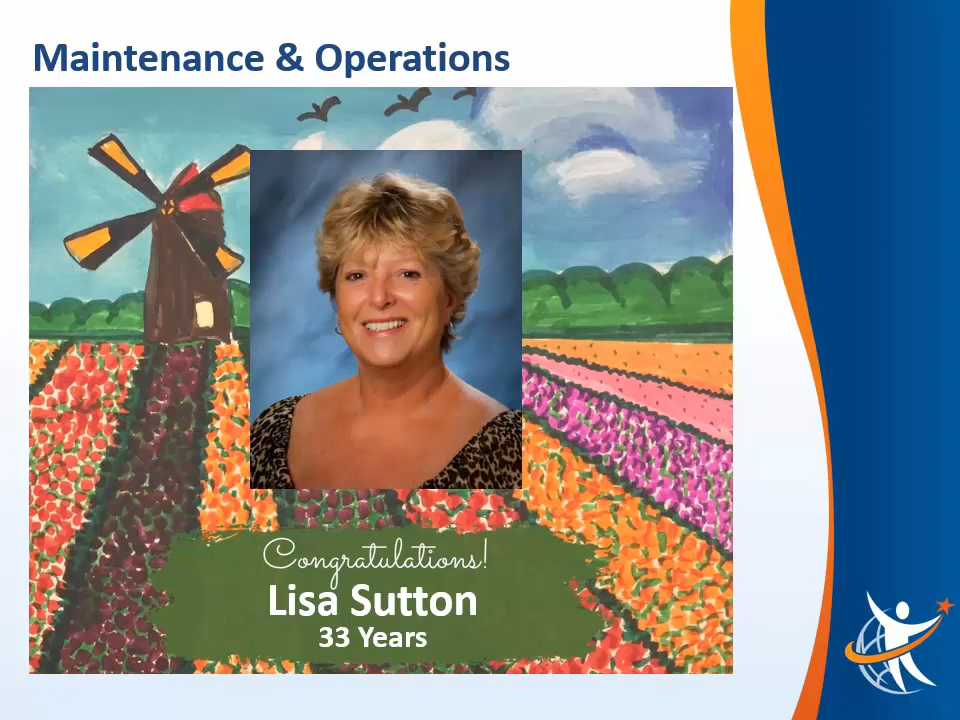 Maintenance & Operations
Congratulations!
Lisa Sutton
33 Years